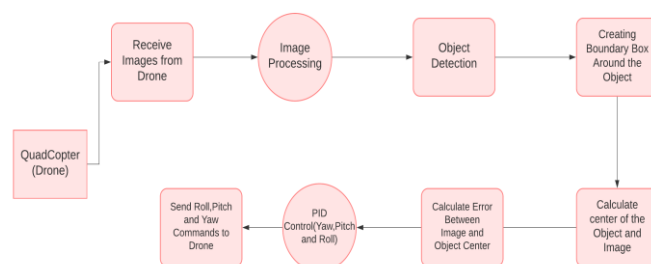 Receive
Images from
Drone
Image
Processing
Object
Detection
Creating
Boundary Box
Around the
Object
QuadCopter
(Drone)
Send Roll,Pitch
and Yaw
Commands to
Drone
PID
Control(Yaw,Pitch
and Roll)
Calculate Error
Between
Image and
Object Center
Calculate
center of the
Object and
Image